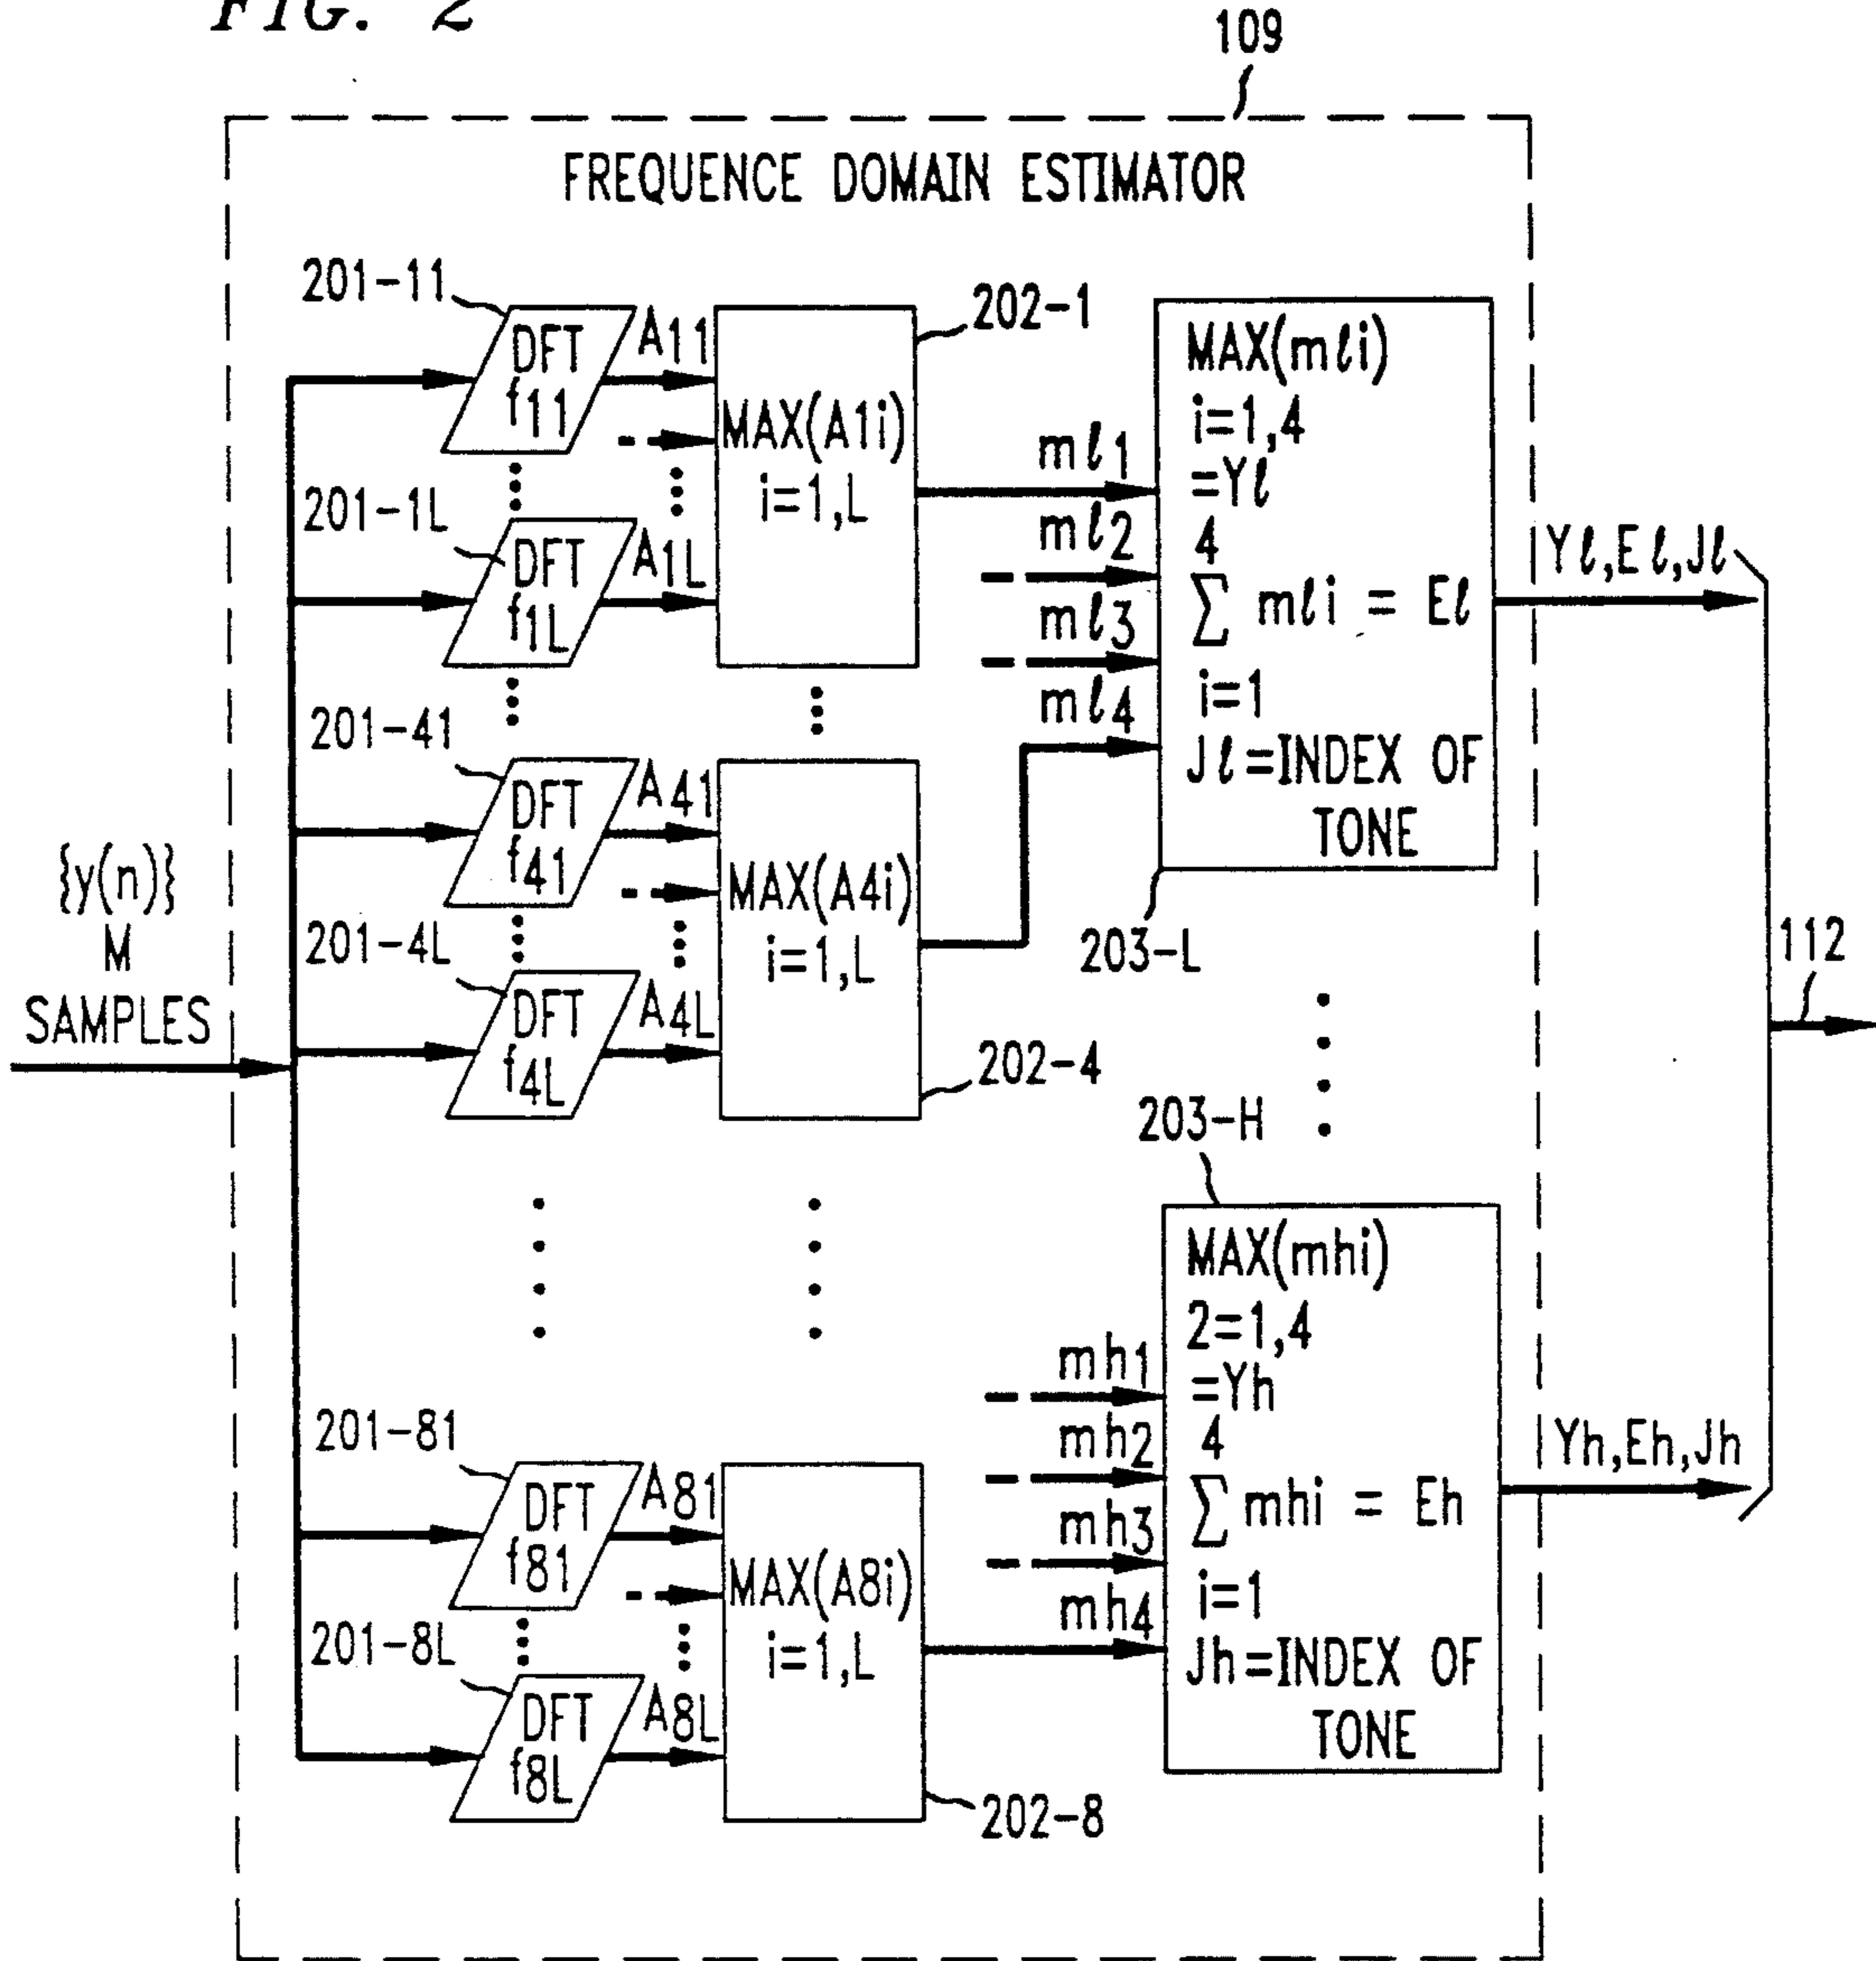 FIG. 2
109
FREQUENCE DOMAIN ESTIMATOR
201-11
DFT
f11
A11
201-1L
DFT
f1L
A1L
MAX(A1i)
i=1,L
202-1
201-41
DFT
f41
A41
201-4L
DFT
f4L
A4L
MAX(A4i)
i=1,L
202-4
{y(n)}
M
SAMPLES
mℓ1
mℓ2
mℓ3
mℓ4
MAX(mℓi)
i=1,4
=Yℓ
4
∑ mℓi = Eℓ
i=1
Jℓ=INDEX OF
TONE
203-L
Yℓ,Eℓ,Jℓ
112
203-H
201-81
DFT
f81
A81
201-8L
DFT
f8L
A8L
MAX(A8i)
i=1,L
202-8
mh1
mh2
mh3
mh4
MAX(mhi)
2=1,4
=Yh
4
∑ mhi = Eh
i=1
Jh=INDEX OF
TONE
Yh,Eh,Jh